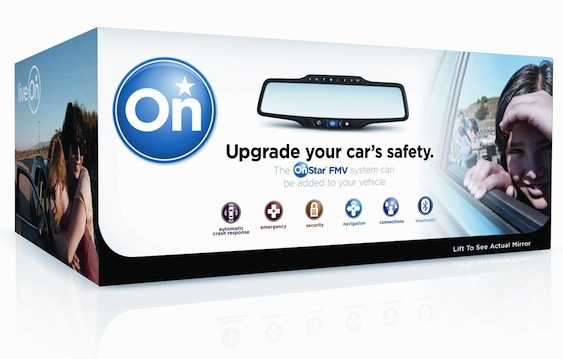 liveOn
On
Upgrade your car's safety.
The OnStar FMV system can
be added to your vehicle
automatic
crash response
emergency
security
navigation
connections
bluetooth®
Lift To See Actual Mirror